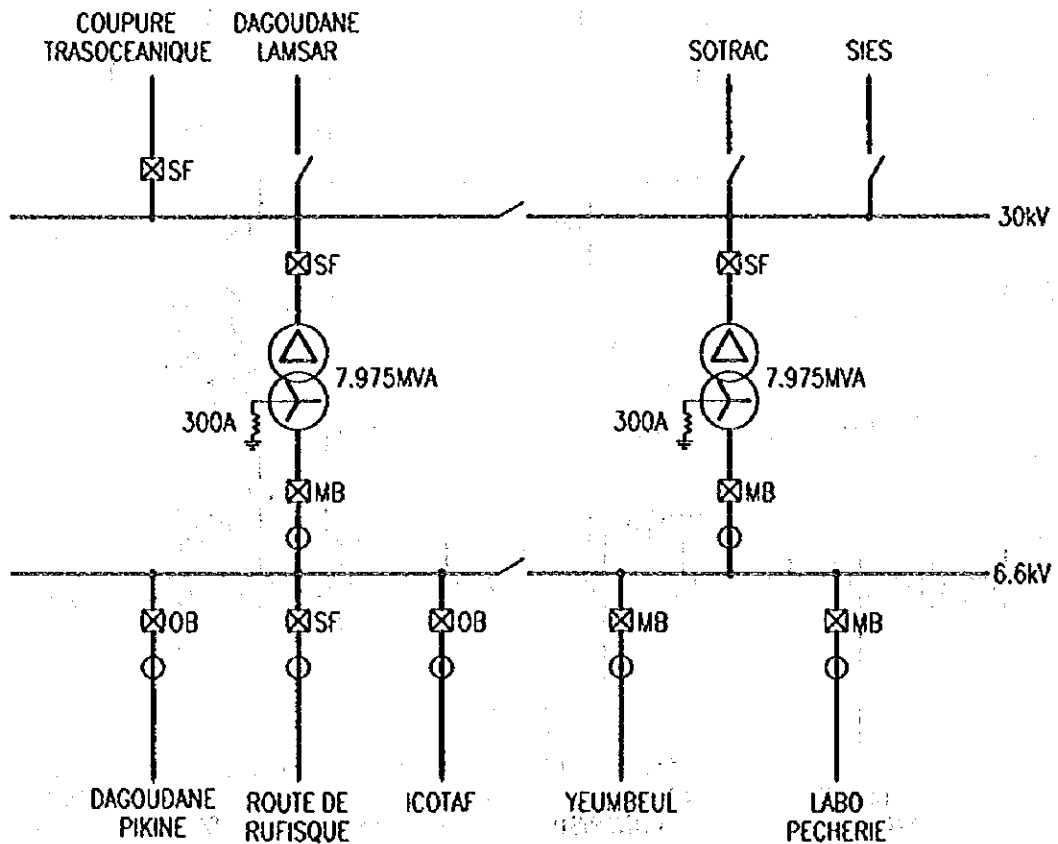 COUPURE
TRASOCEANIQUE
DAGOUDANE
LAMSAR
SOTRAC
SIES
SF
30kV
SF
SF
7.975MVA
7.975MVA
300A
300A
MB
MB
6.6kV
OB
SF
OB
MB
MB
DAGOUDANE
PIKINE
ROUTE DE
RUFISQUE
ICOTAF
YEUMBEUL
LABO
PECHERIE